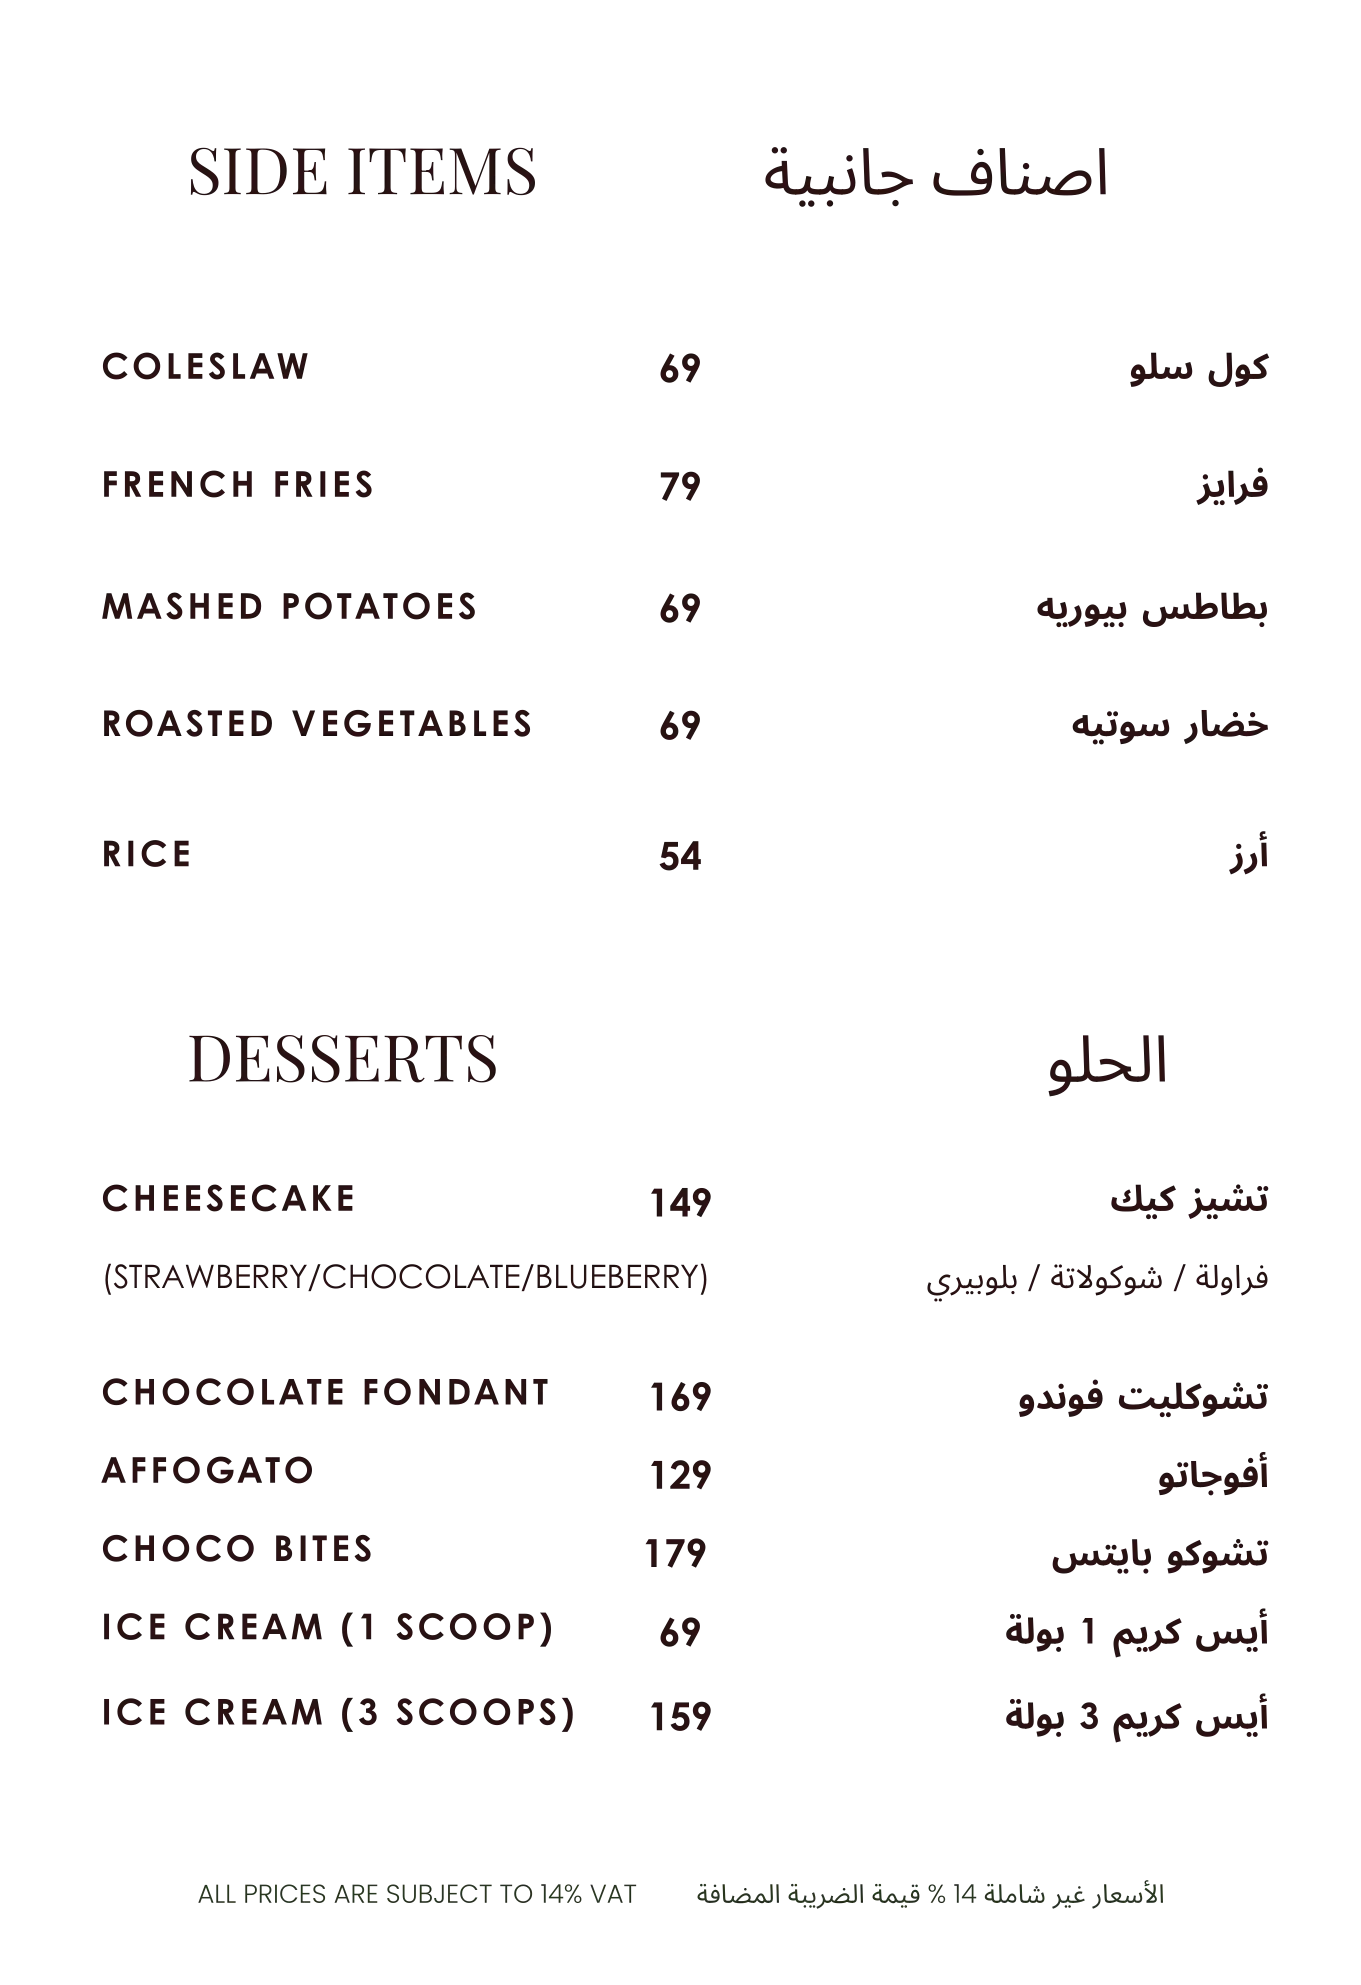 SIDE ITEMS اصناف جانبية
COLESLAW 69 كول سلو
FRENCH FRIES 79 فرايز
MASHED POTATOES 69 بطاطس بيوريه
ROASTED VEGETABLES 69 خضار سوتيه
RICE 54 أرز
DESSERTS الحلو
CHEESECAKE 149 تشيز كيك
(STRAWBERRY/CHOCOLATE/BLUEBERRY) فراولة / شوكولاتة / بلوبيري
CHOCOLATE FONDANT 169 تشوكليت فوندو
AFFOGATO 129 أفوجاتو
CHOCO BITES 179 تشوكو بايتس
ICE CREAM (1 SCOOP) 69 أيس كريم 1 بولة
ICE CREAM (3 SCOOPS) 159 أيس كريم 3 بولة
ALL PRICES ARE SUBJECT TO 14% VAT الأسعار غير شاملة 14 % قيمة الضريبة المضافة